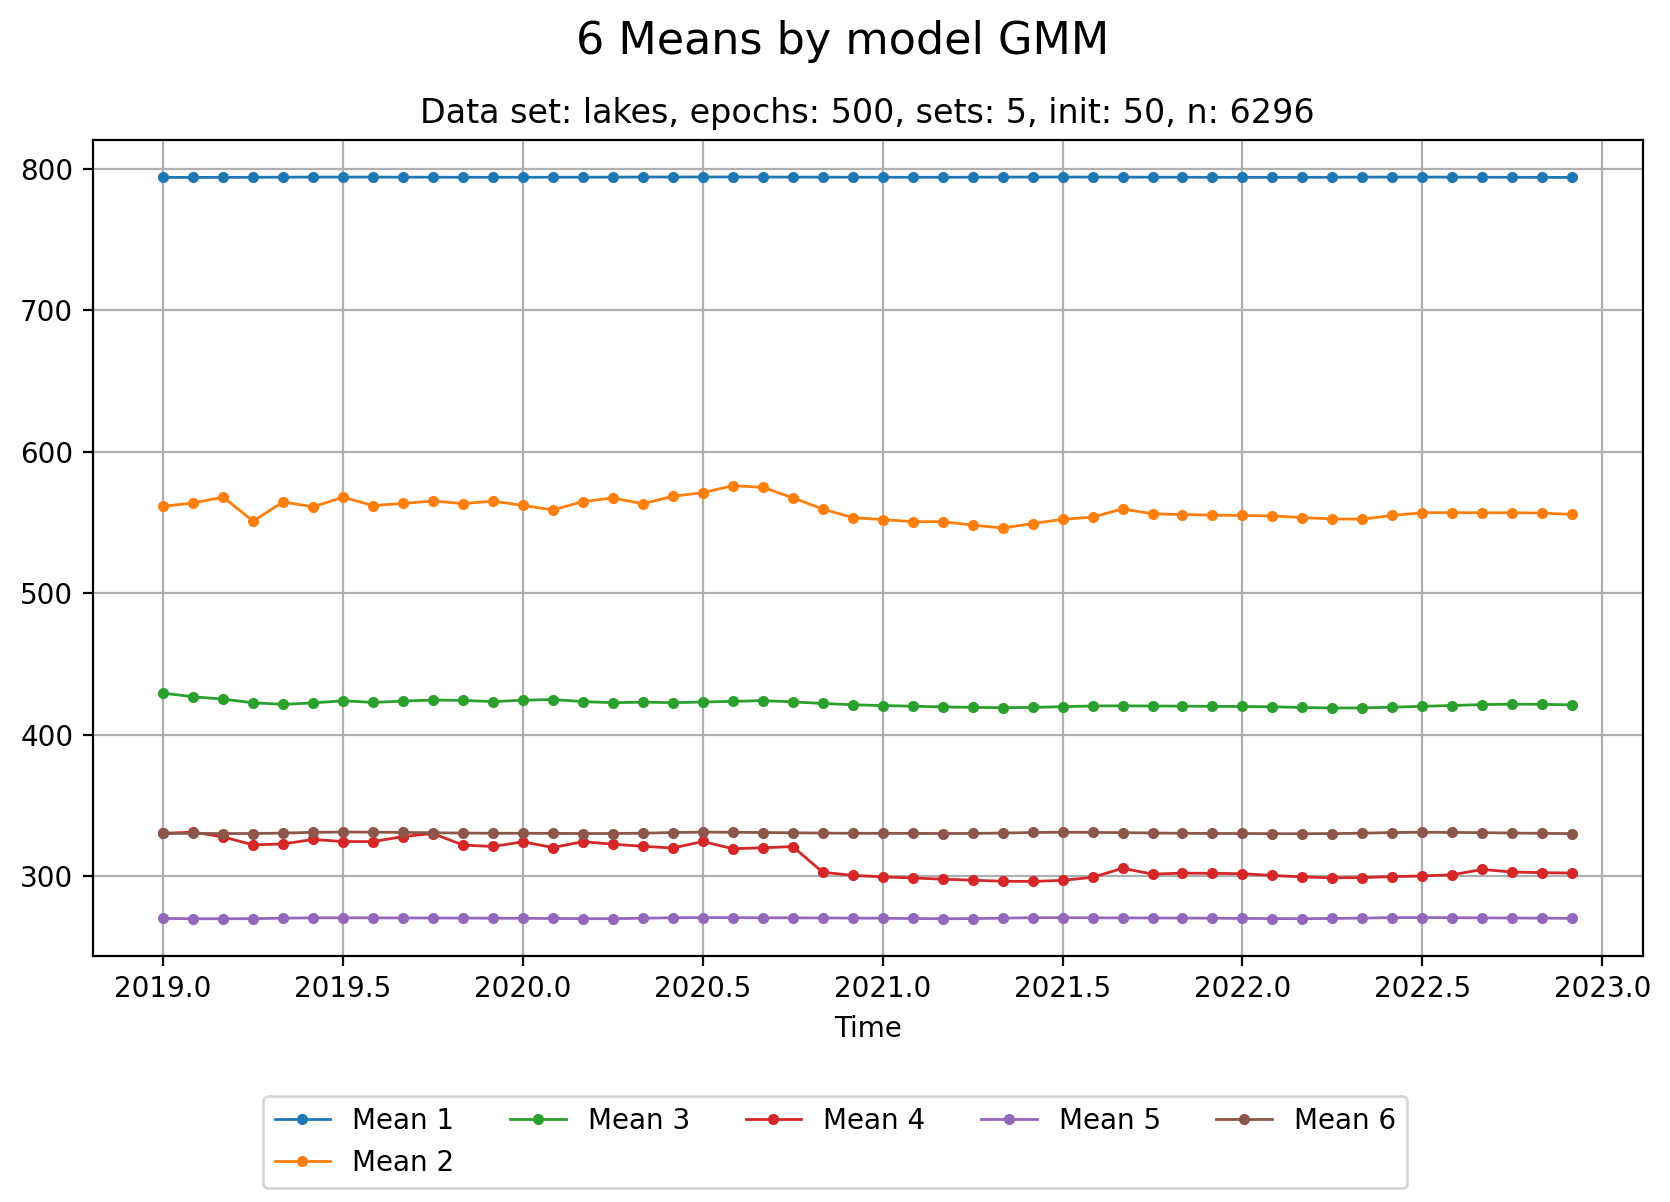 6 Means by model GMM
Data set: lakes, epochs: 500, sets: 5, init: 50, n: 6296
800
700
600
500
400
300
2019.0 2019.5 2020.0 2020.5 2021.0 2021.5 2022.0 2022.5 2023.0
Time
Mean 1 Mean 3 Mean 4 Mean 5 Mean 6
Mean 2